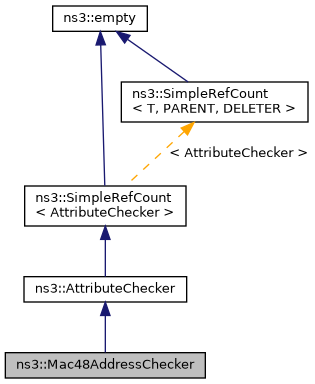 ns3::empty
ns3::SimpleRefCount
< T, PARENT, DELETER >
< AttributeChecker >
ns3::SimpleRefCount
< AttributeChecker >
ns3::AttributeChecker
ns3::Mac48AddressChecker